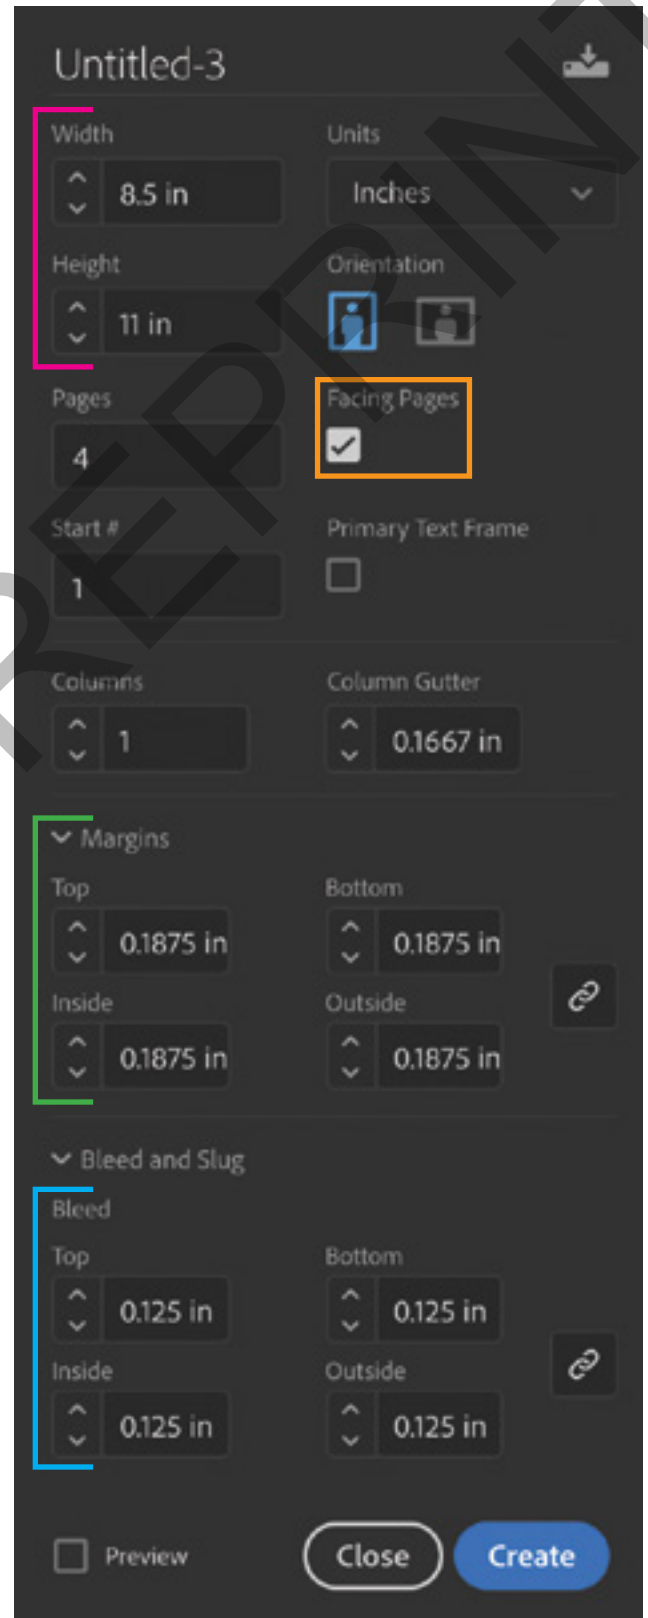 Untitled-3
Width Units
8.5 in Inches
Height Orientation
11 in
Pages Facing Pages
4
Start # Primary Text Frame
1
Columns Column Gutter
1 0.1667 in
Margins
Top Bottom
0.1875 in 0.1875 in
Inside Outside
0.1875 in 0.1875 in
Bleed and Slug
Bleed
Top Bottom
0.125 in 0.125 in
Inside Outside
0.125 in 0.125 in
Preview Close Create
REPRINT